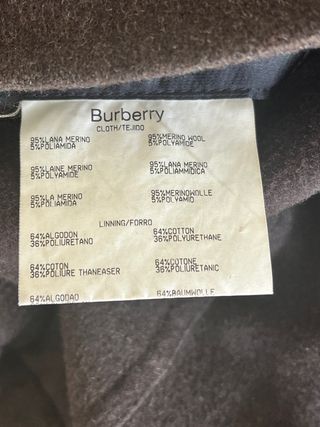 Burberry
CLOTH/TEJIDO
95%LANA MERINO
5%POLIAMIDA
95%MERINO WOOL
5%POLYAMIDE
95%LAINE MERINO
5%POLYAMIDE
95%LANA MERINO
5%POLIAMMIDICA
95%LA MERINO
5%POLIAMIDA
95%MERINOWOLLE
5%POLYAMID
LINNING/FORRO
64%ALGODON
36%POLIURETANO
64%COTTON
36%POLYURETHANE
64%COTON
36%POLIURE THANEASER
64%COTONE
36%POLIURETANIC
64%ALGODAO
64%BAUMWOLLE